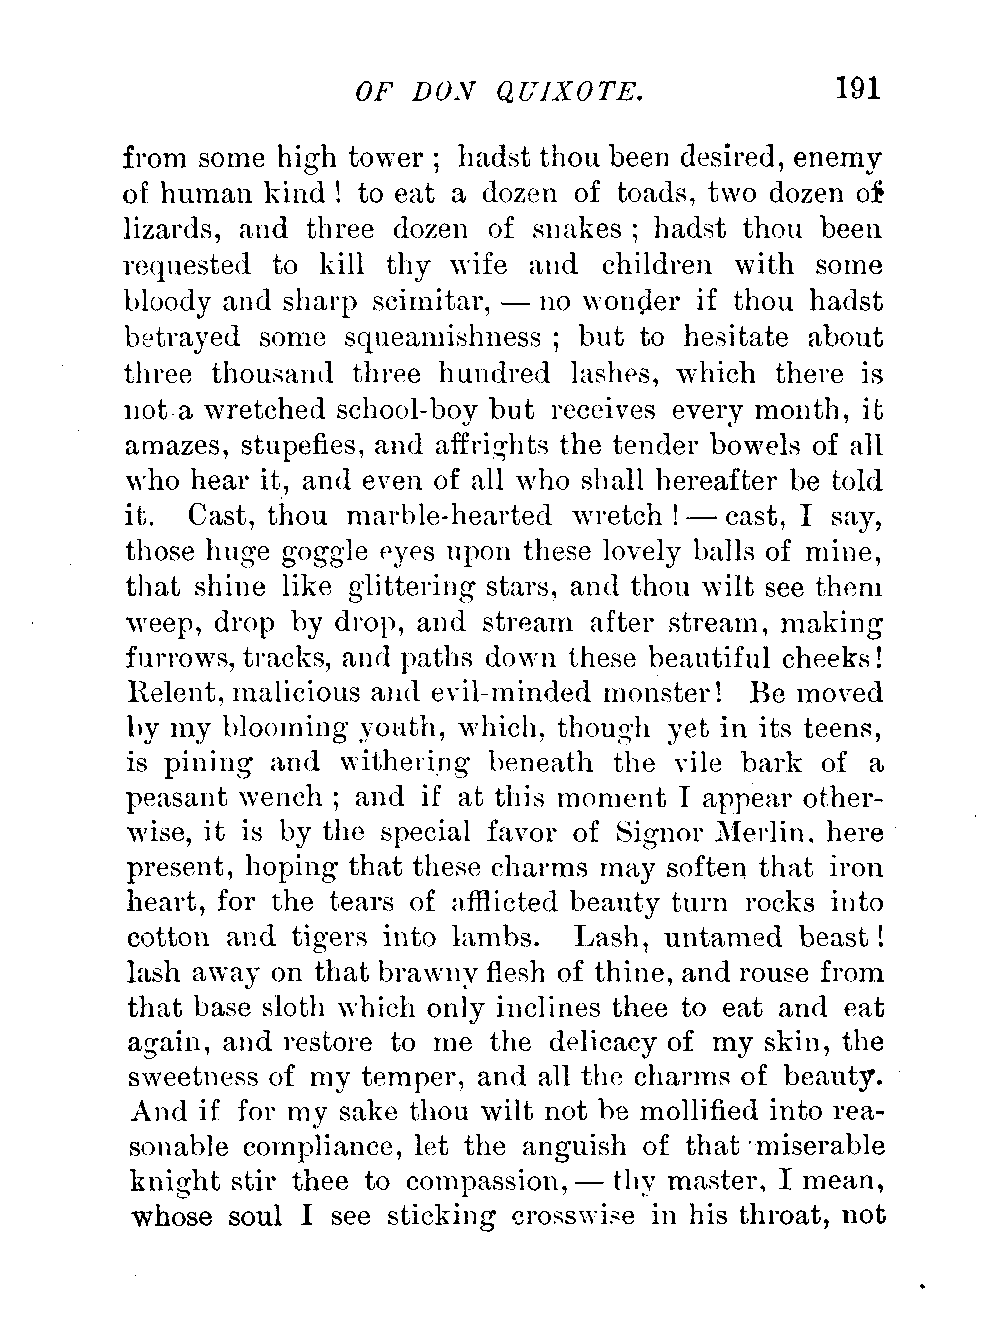 OF DON QUIXOTE. 191
from some high tower ; hadst thou been desired, enemy
of human kind ! to eat a dozen of toads, two dozen of
lizards, and three dozen of snakes ; hadst thou been
requested to kill thy wife and children with some
bloody and sharp scimitar, — no wonder if thou hadst
betrayed some squeamishness ; but to hesitate about
three thousand three hundred lashes, which there is
not a wretched school-boy but receives every month, it
amazes, stupefies, and affrights the tender bowels of all
who hear it, and even of all who shall hereafter be told
it. Cast, thou marble-hearted wretch ! — cast, I say,
those huge goggle eyes upon these lovely balls of mine,
that shine like glittering stars, and thou wilt see them
weep, drop by drop, and stream after stream, making
furrows, tracks, and paths down these beautiful cheeks!
Relent, malicious and evil-minded monster! Be moved
by my blooming youth, which, though yet in its teens,
is pining and withering beneath the vile bark of a
peasant wench ; and if at this moment I appear other-
wise, it is by the special favor of Signor Merlin, here
present, hoping that these charms may soften that iron
heart, for the tears of afflicted beauty turn rocks into
cotton and tigers into lambs. Lash, untamed beast !
lash away on that brawny flesh of thine, and rouse from
that base sloth which only inclines thee to eat and eat
again, and restore to me the delicacy of my skin, the
sweetness of my temper, and all the charms of beauty.
And if for my sake thou wilt not be mollified into rea-
sonable compliance, let the anguish of that miserable
knight stir thee to compassion, — thy master, I mean,
whose soul I see sticking crosswise in his throat, not